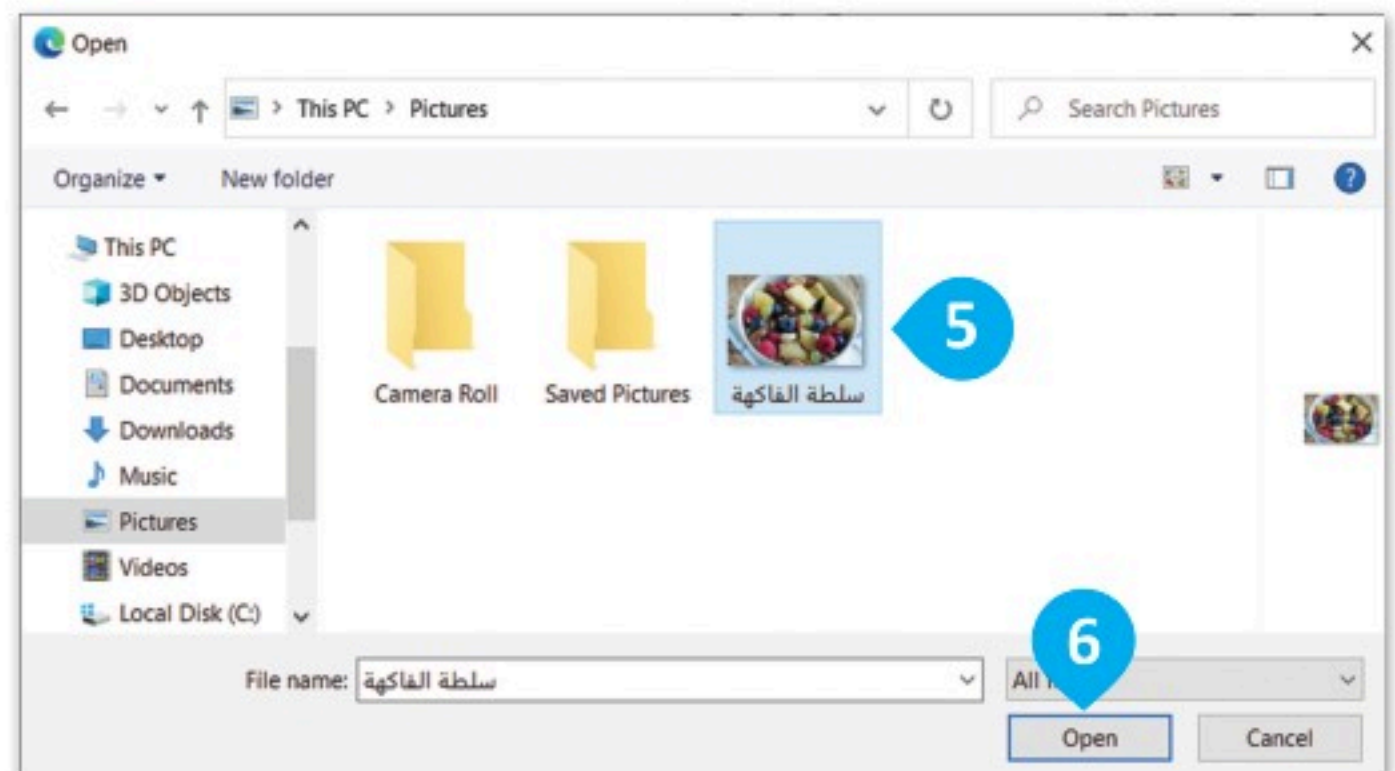 Open
This PC > Pictures
Search Pictures
Organize
New folder
This PC
3D Objects
Desktop
Documents
Downloads
Music
Pictures
Videos
Local Disk (C:)
Camera Roll
Saved Pictures
سلطة الفاكهة
5
6
File name: سلطة الفاكهة
All
Open
Cancel